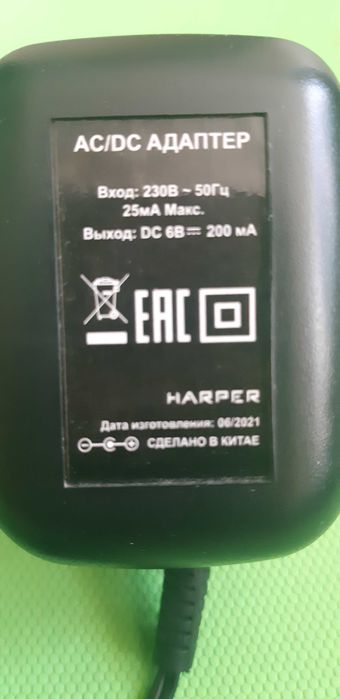 AC/DC АДАПТЕР
Вход: 230В ~ 50Гц
25мА Макс.
Выход: DC 6В⎓ 200 мА
EAC
HARPER
Дата изготовления: 06/2021
СДЕЛАНО В КИТАЕ